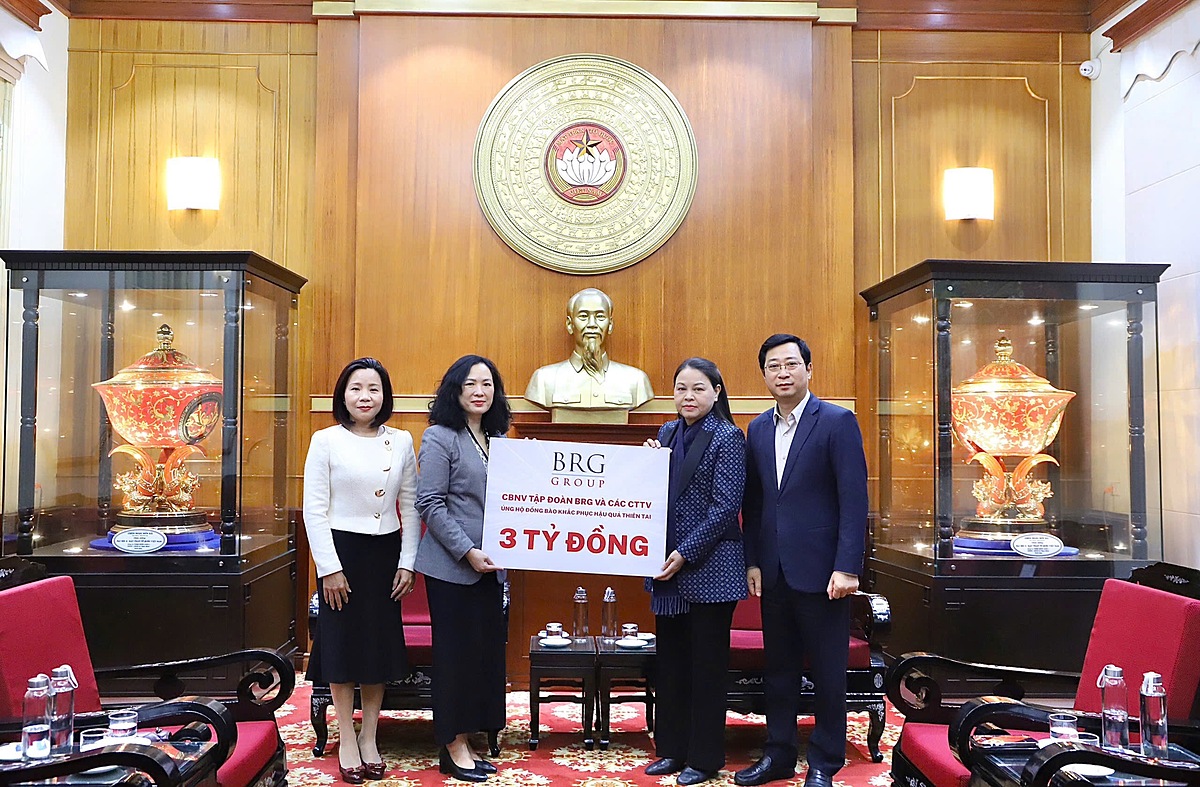 BRG
GROUP
CBNV TẬP ĐOÀN BRG VÀ CÁC CTTV
ỦNG HỘ ĐỒNG BÀO KHẮC PHỤC HẬU QUẢ THIÊN TAI
3 TỶ ĐỒNG